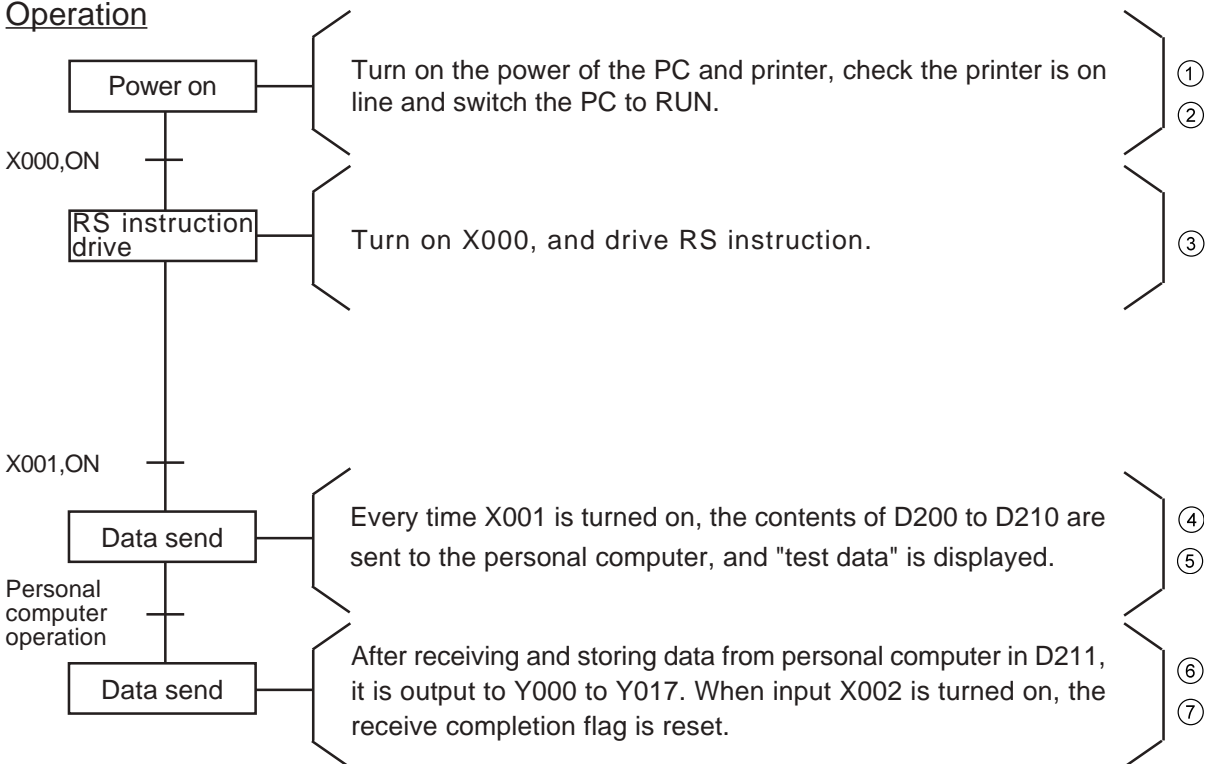 Operation
Power on
Turn on the power of the PC and printer, check the printer is on
line and switch the PC to RUN.
①
②
X000,ON
RS instruction
drive
Turn on X000, and drive RS instruction.
③
X001,ON
Data send
Every time X001 is turned on, the contents of D200 to D210 are
sent to the personal computer, and "test data" is displayed.
④
⑤
Personal
computer
operation
Data send
After receiving and storing data from personal computer in D211,
it is output to Y000 to Y017. When input X002 is turned on, the
receive completion flag is reset.
⑥
⑦